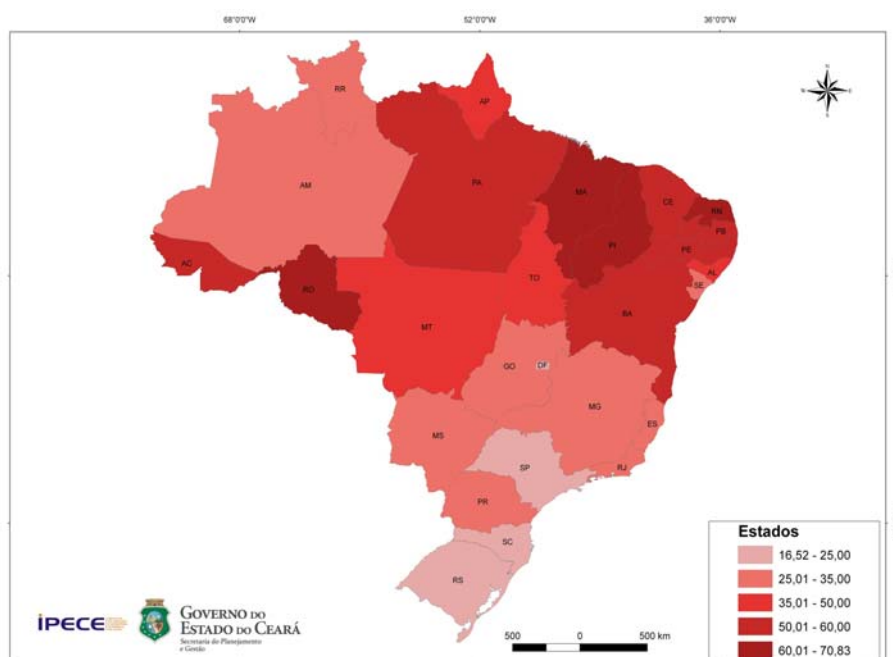 68°0'0"W 52°0'0"W 36°0'0"W
N
W E
S
RR
AP
AM
PA
MA
CE
RN
PB
PI
PE
AL
SE
AC
RO
TO
BA
MT
GO
DF
MG
ES
MS
SP
RJ
PR
SC
RS
Estados
16,52 - 25,00
25,01 - 35,00
35,01 - 50,00
50,01 - 60,00
60,01 - 70,83
IPECE
GOVERNO DO
ESTADO DO CEARÁ
Secretaria do Planejamento
e Gestão
500 0 500 km